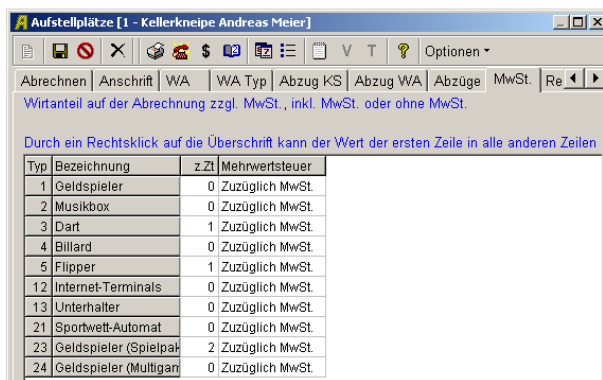 Aufstellplätze [1 - Kellerkneipe Andreas Meier]
V T ? Optionen
Abrechnen Anschrift WA WA Typ Abzug KS Abzug WA Abzüge MwSt. Re
Wirtanteil auf der Abrechnung zzgl. MwSt., inkl. MwSt. oder ohne MwSt.
Durch ein Rechtsklick auf die Überschrift kann der Wert der ersten Zeile in alle anderen Zeilen
Typ Bezeichnung z.Zt Mehrwertsteuer
1 Geldspieler 0 Zuzüglich MwSt.
2 Musikbox 0 Zuzüglich MwSt.
3 Dart 1 Zuzüglich MwSt.
4 Billard 0 Zuzüglich MwSt.
5 Flipper 1 Zuzüglich MwSt.
12 Internet-Terminals 0 Zuzüglich MwSt.
13 Unterhalter 0 Zuzüglich MwSt.
21 Sportwett-Automat 0 Zuzüglich MwSt.
23 Geldspieler (Spielpak 2 Zuzüglich MwSt.
24 Geldspieler (Multigam 0 Zuzüglich MwSt.